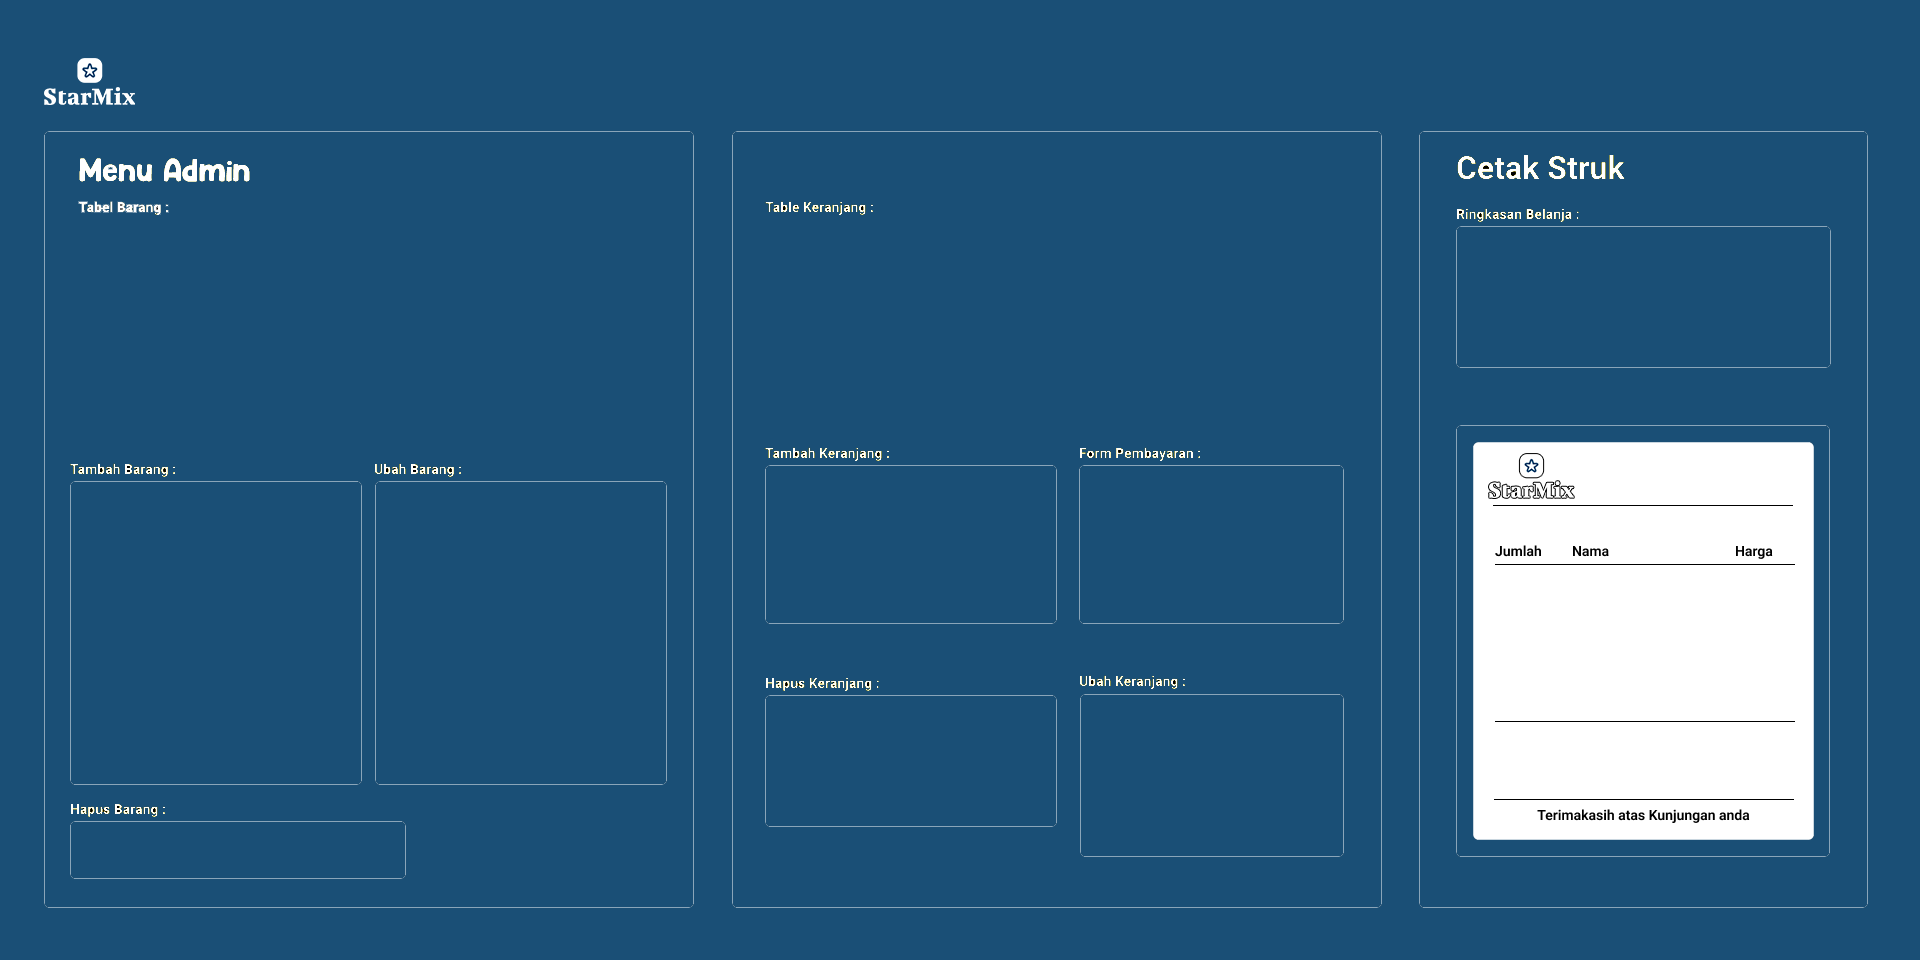 StarMix
Menu Admin
Tabel Barang :
Tambah Barang :
Ubah Barang :
Hapus Barang :
Table Keranjang :
Tambah Keranjang :
Form Pembayaran :
Hapus Keranjang :
Ubah Keranjang :
Cetak Struk
Ringkasan Belanja :
StarMix
Jumlah Nama Harga
Terimakasih atas Kunjungan anda